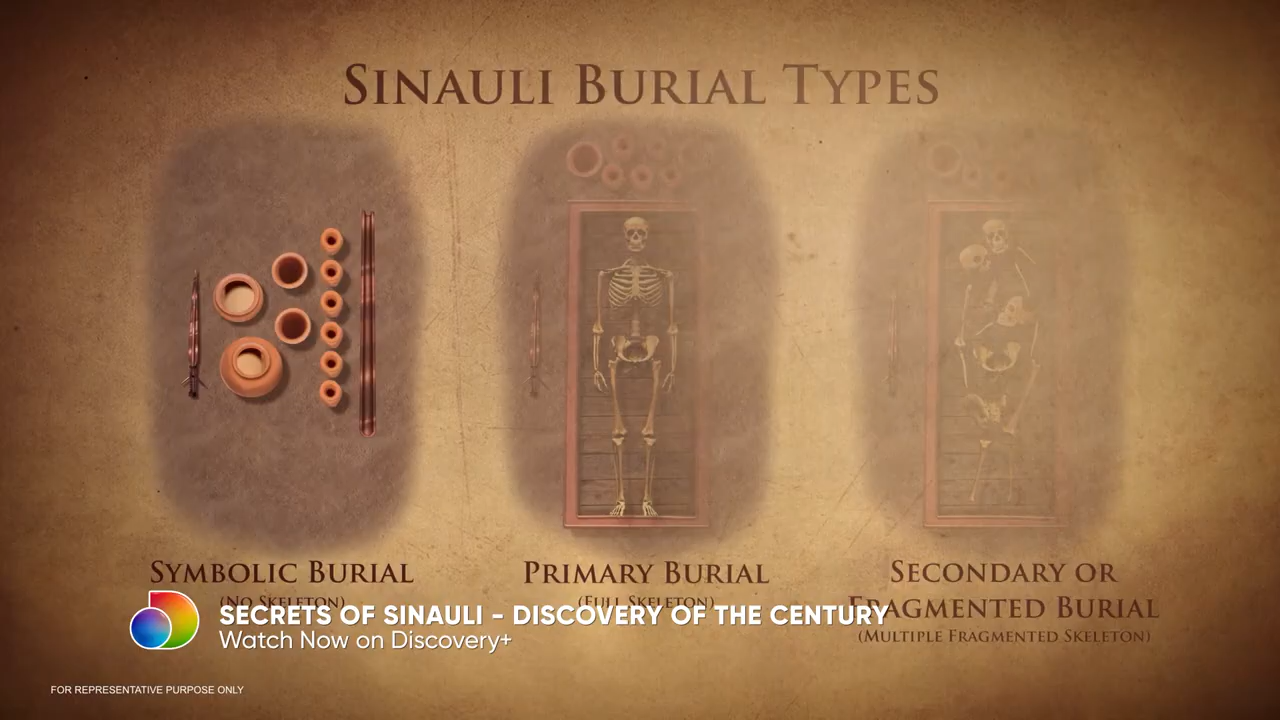 SINAULI BURIAL TYPES
SYMBOLIC BURIAL
(NO SKELETON)
PRIMARY BURIAL
(FULL SKELETON)
SECONDARY OR
FRAGMENTED BURIAL
(MULTIPLE FRAGMENTED SKELETON)
SECRETS OF SINAULI - DISCOVERY OF THE CENTURY
Watch Now on Discovery+
FOR REPRESENTATIVE PURPOSE ONLY